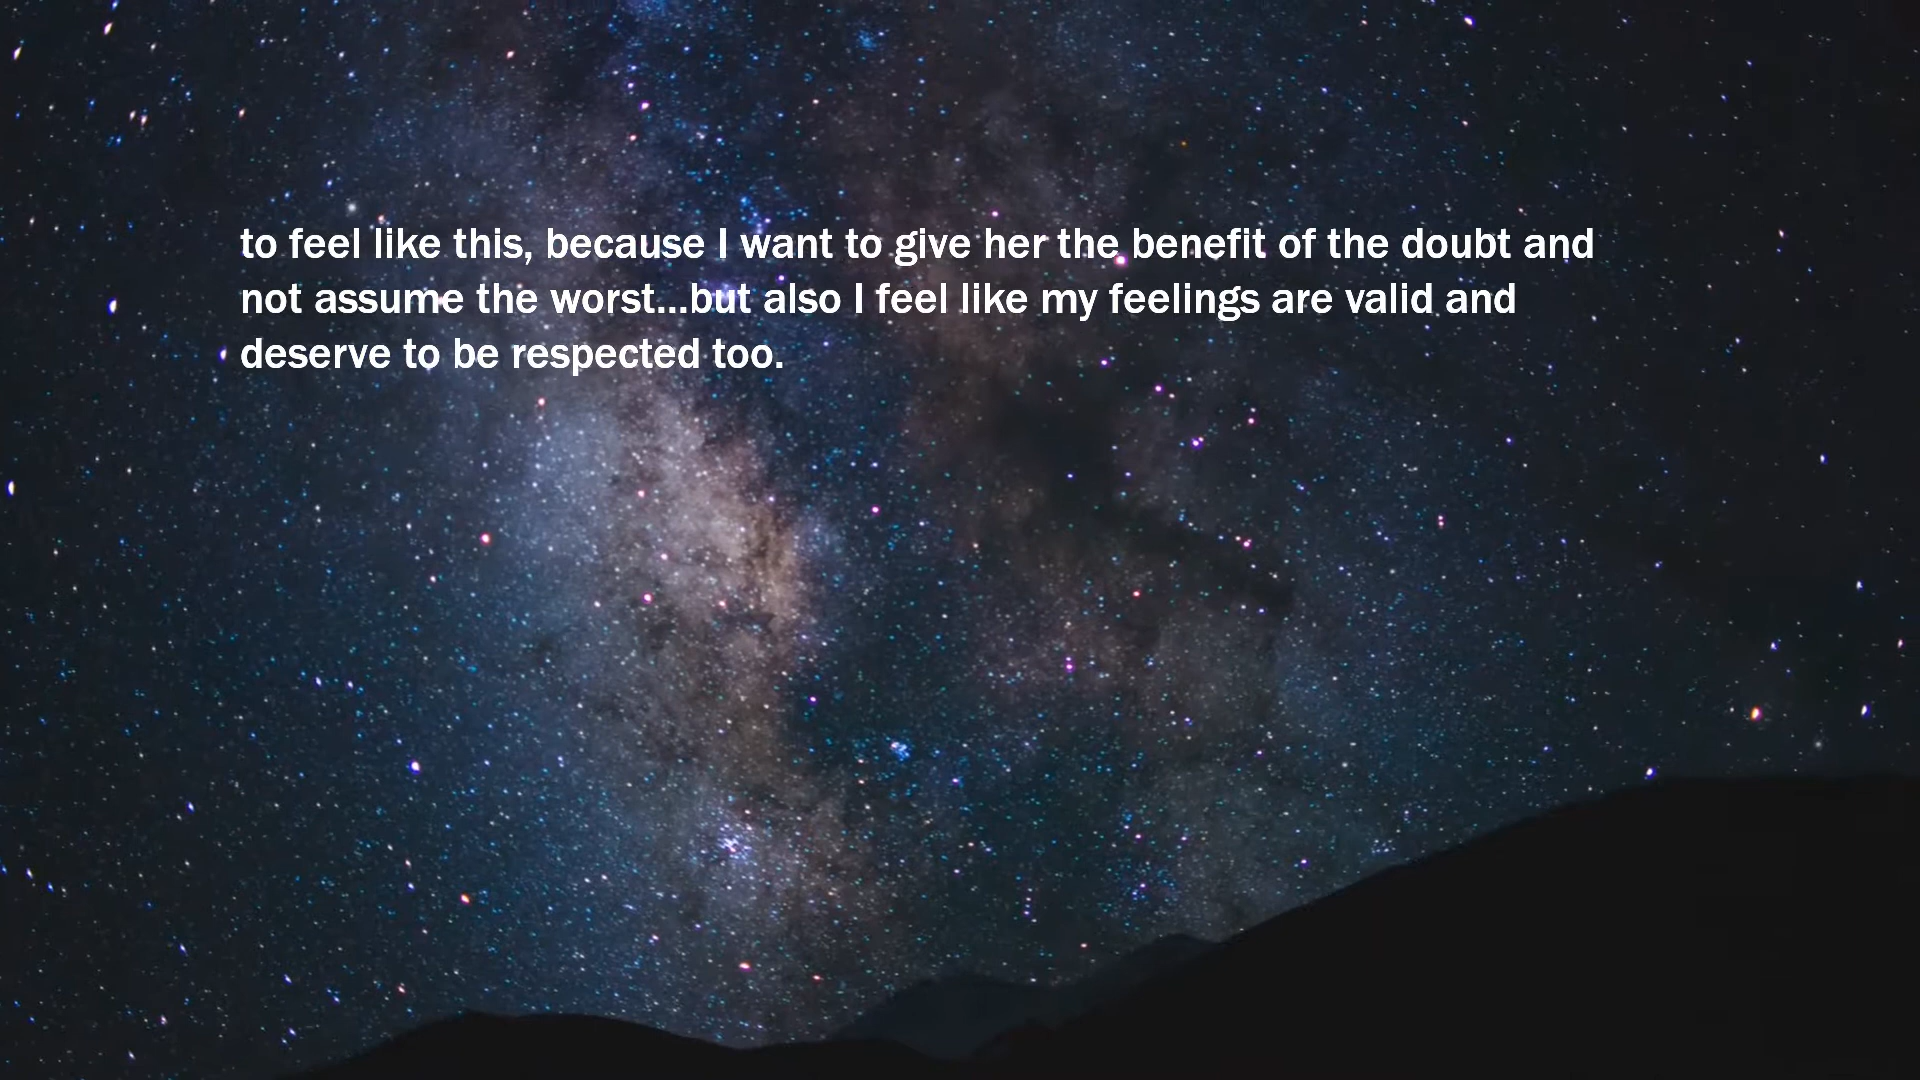 to feel like this, because I want to give her the benefit of the doubt and
not assume the worst...but also I feel like my feelings are valid and
deserve to be respected too.